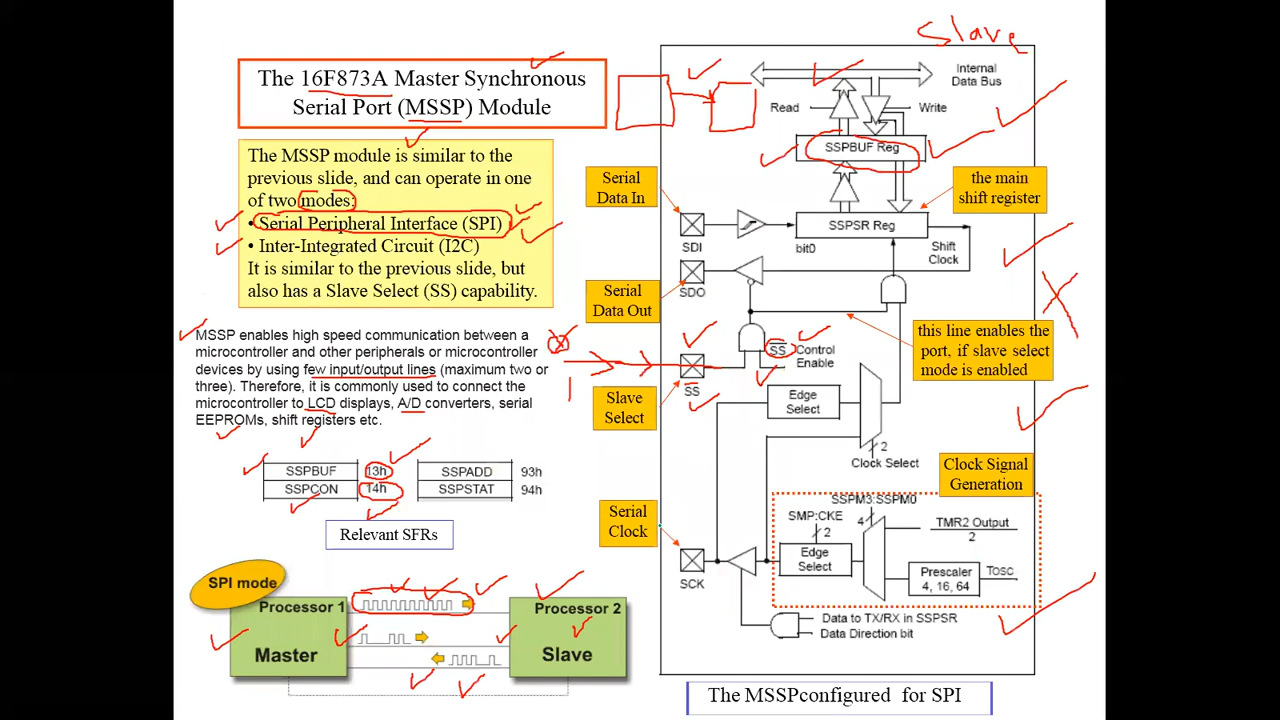 Slave
The 16F873A Master Synchronous
Serial Port (MSSP) Module
The MSSP module is similar to the
previous slide, and can operate in one
of two modes:
• Serial Peripheral Interface (SPI)
• Inter-Integrated Circuit (I2C)
It is similar to the previous slide, but
also has a Slave Select (SS) capability.
MSSP enables high speed communication between a
microcontroller and other peripherals or microcontroller
devices by using few input/output lines (maximum two or
three). Therefore, it is commonly used to connect the
microcontroller to LCD displays, A/D converters, serial
EEPROMs, shift registers etc.
SSPBUF 13h SSPADD 93h
SSPCON 14h SSPSTAT 94h
Relevant SFRs
SPI mode
Processor 1
Master
Processor 2
Slave
Internal
Data Bus
Read
Write
SSPBUF Reg
Serial
Data In
the main
shift register
SDI
SSPSR Reg
bit0
Shift
Clock
SDO
Serial
Data Out
this line enables the
port, if slave select
mode is enabled
SS Control
Enable
1
SS
Slave
Select
Edge
Select
2
Clock Select
Clock Signal
Generation
Serial
Clock
SSPM3:SSPM0
SMP:CKE
4
2
TMR2 Output
2
Edge
Select
Prescaler
4, 16, 64
TOSC
SCK
Data to TX/RX in SSPSR
Data Direction bit
The MSSPconfigured for SPI